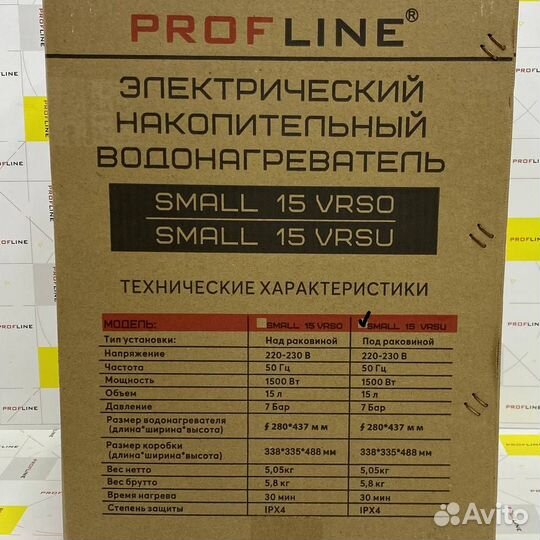 PROFLINE®
ЭЛЕКТРИЧЕСКИЙ
НАКОПИТЕЛЬНЫЙ
ВОДОНАГРЕВАТЕЛЬ
SMALL 15 VRSO
SMALL 15 VRSU
ТЕХНИЧЕСКИЕ ХАРАКТЕРИСТИКИ
МОДЕЛЬ: SMALL 15 VRSO SMALL 15 VRSU
Тип установки: Над раковиной Под раковиной
Напряжение 220-230 В 220-230 В
Частота 50 Гц 50 Гц
Мощность 1500 Вт 1500 Вт
Объем 15 л 15 л
Давление 7 Бар 7 Бар
Размер водонагревателя
(длина*ширина*высота) ∮ 280*437 м м ∮ 280*437 мм
Размер коробки
(длина*ширина*высота) 338*335*488 мм 338*335*488 мм
Вес нетто 5,05кг 5,05кг
Вес брутто 5,8 кг 5,8 кг
Время нагрева 30 мин 30 мин
Степень защиты IPX4 IPX4
PROFLINE
PROFLINE
PROFLINE
Avito